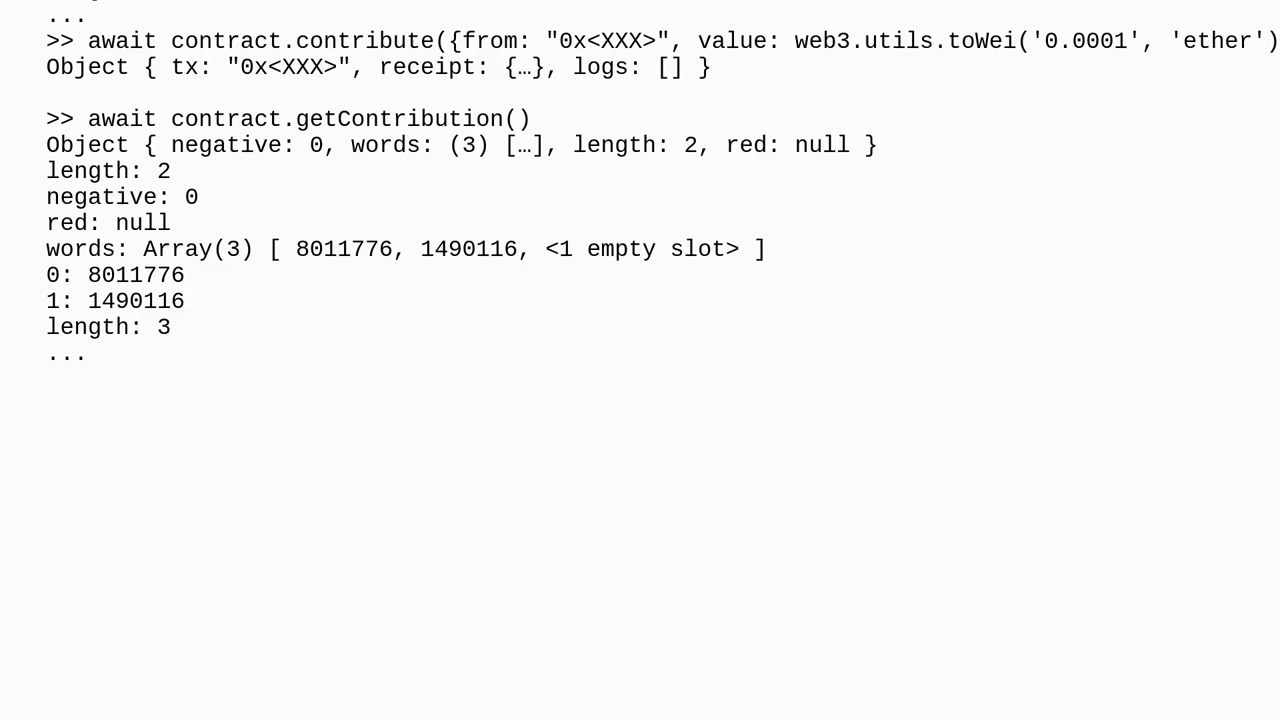 ...
>> await contract.contribute({from: "0x<XXX>", value: web3.utils.toWei('0.0001', 'ether')
Object { tx: "0x<XXX>", receipt: {…}, logs: [] }
>> await contract.getContribution()
Object { negative: 0, words: (3) […], length: 2, red: null }
length: 2
negative: 0
red: null
words: Array(3) [ 8011776, 1490116, <1 empty slot> ]
0: 8011776
1: 1490116
length: 3
...